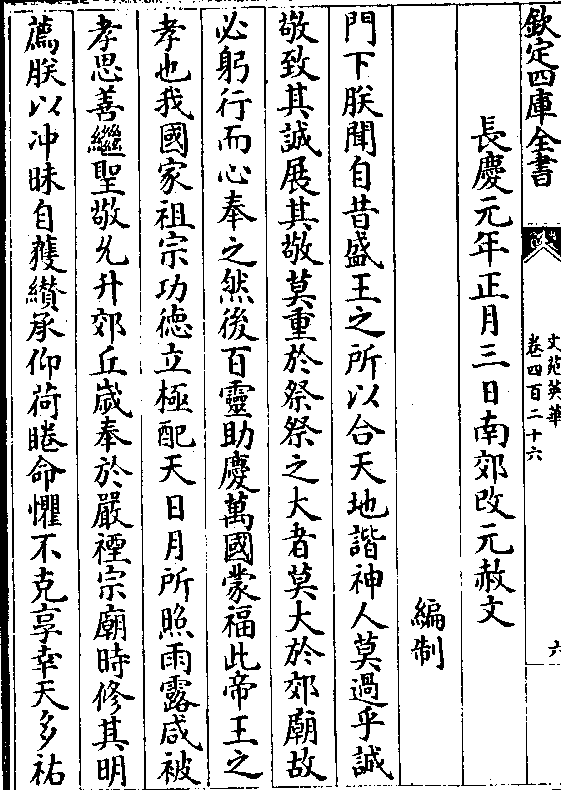 欽定四庫全書
文苑英華
卷四百二十六
六
長慶元年正月三日南郊改元赦文
編制
門下朕聞自昔盛王之所以合天地諧神人莫過乎誠
敬致其誠展其敬莫重於祭祭之大者莫大於郊廟故
必躬行而心奉之然後百靈助慶萬國蒙福此帝王之
孝也我國家祖宗功徳立極配天日月所照雨露咸被
孝思善繼聖敬允升郊丘歳奉於嚴禋宗廟時修其明
薦朕以冲昧自獲纉承仰荷睠命懼不克享幸天多祐